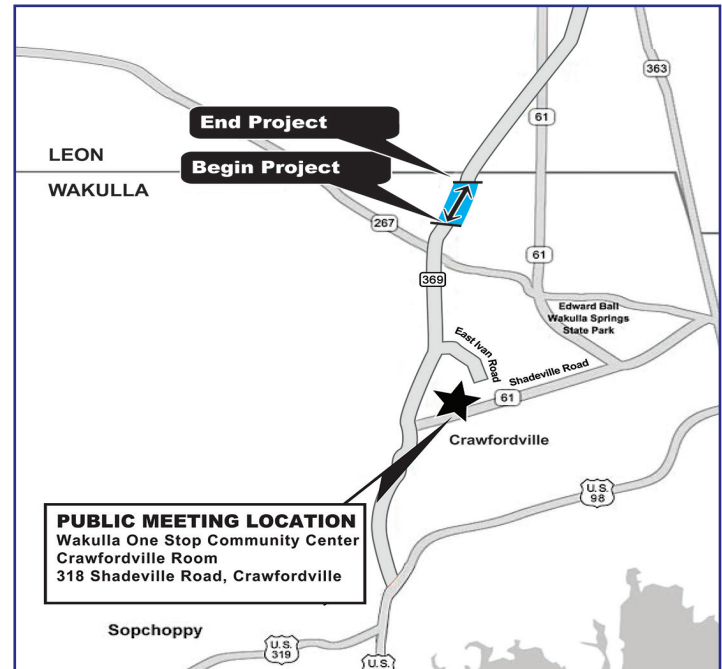 363
61
End Project
LEON
Begin Project
WAKULLA
267
61
369
Edward Ball
Wakulla Springs
State Park
East Ivan Road
Shadeville Road
61
Crawfordville
U.S.
98
PUBLIC MEETING LOCATION
Wakulla One Stop Community Center
Crawfordville Room
318 Shadeville Road, Crawfordville
Sopchoppy
U.S.
319
U.S.